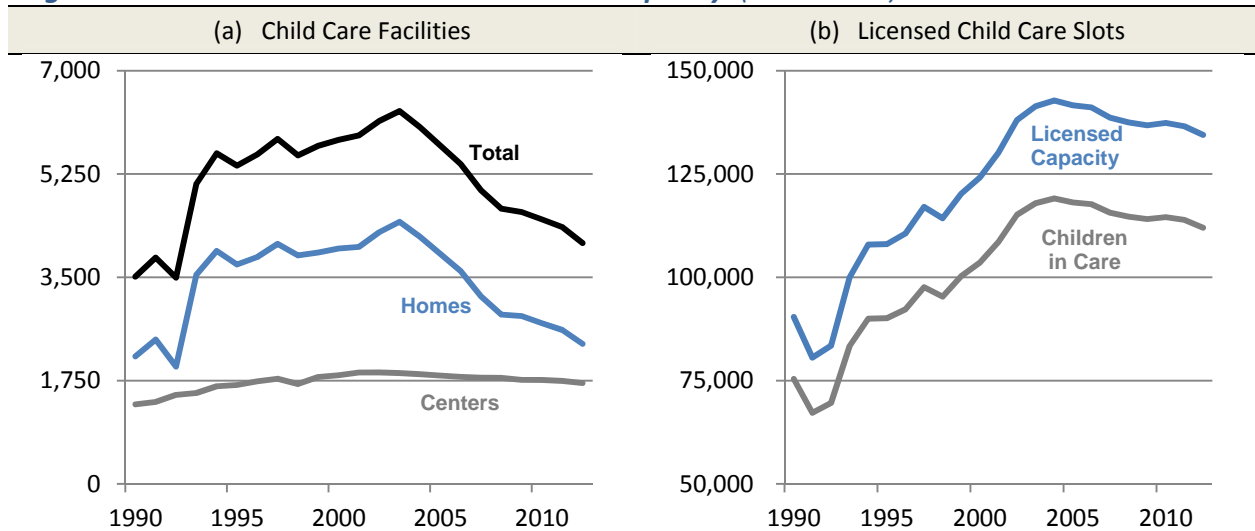 (a) Child Care Facilities
(b) Licensed Child Care Slots
7,000
5,250
3,500
1,750
0
1990 1995 2000 2005 2010
Total
Homes
Centers
150,000
125,000
100,000
75,000
50,000
1990 1995 2000 2005 2010
Licensed
Capacity
Children
in Care